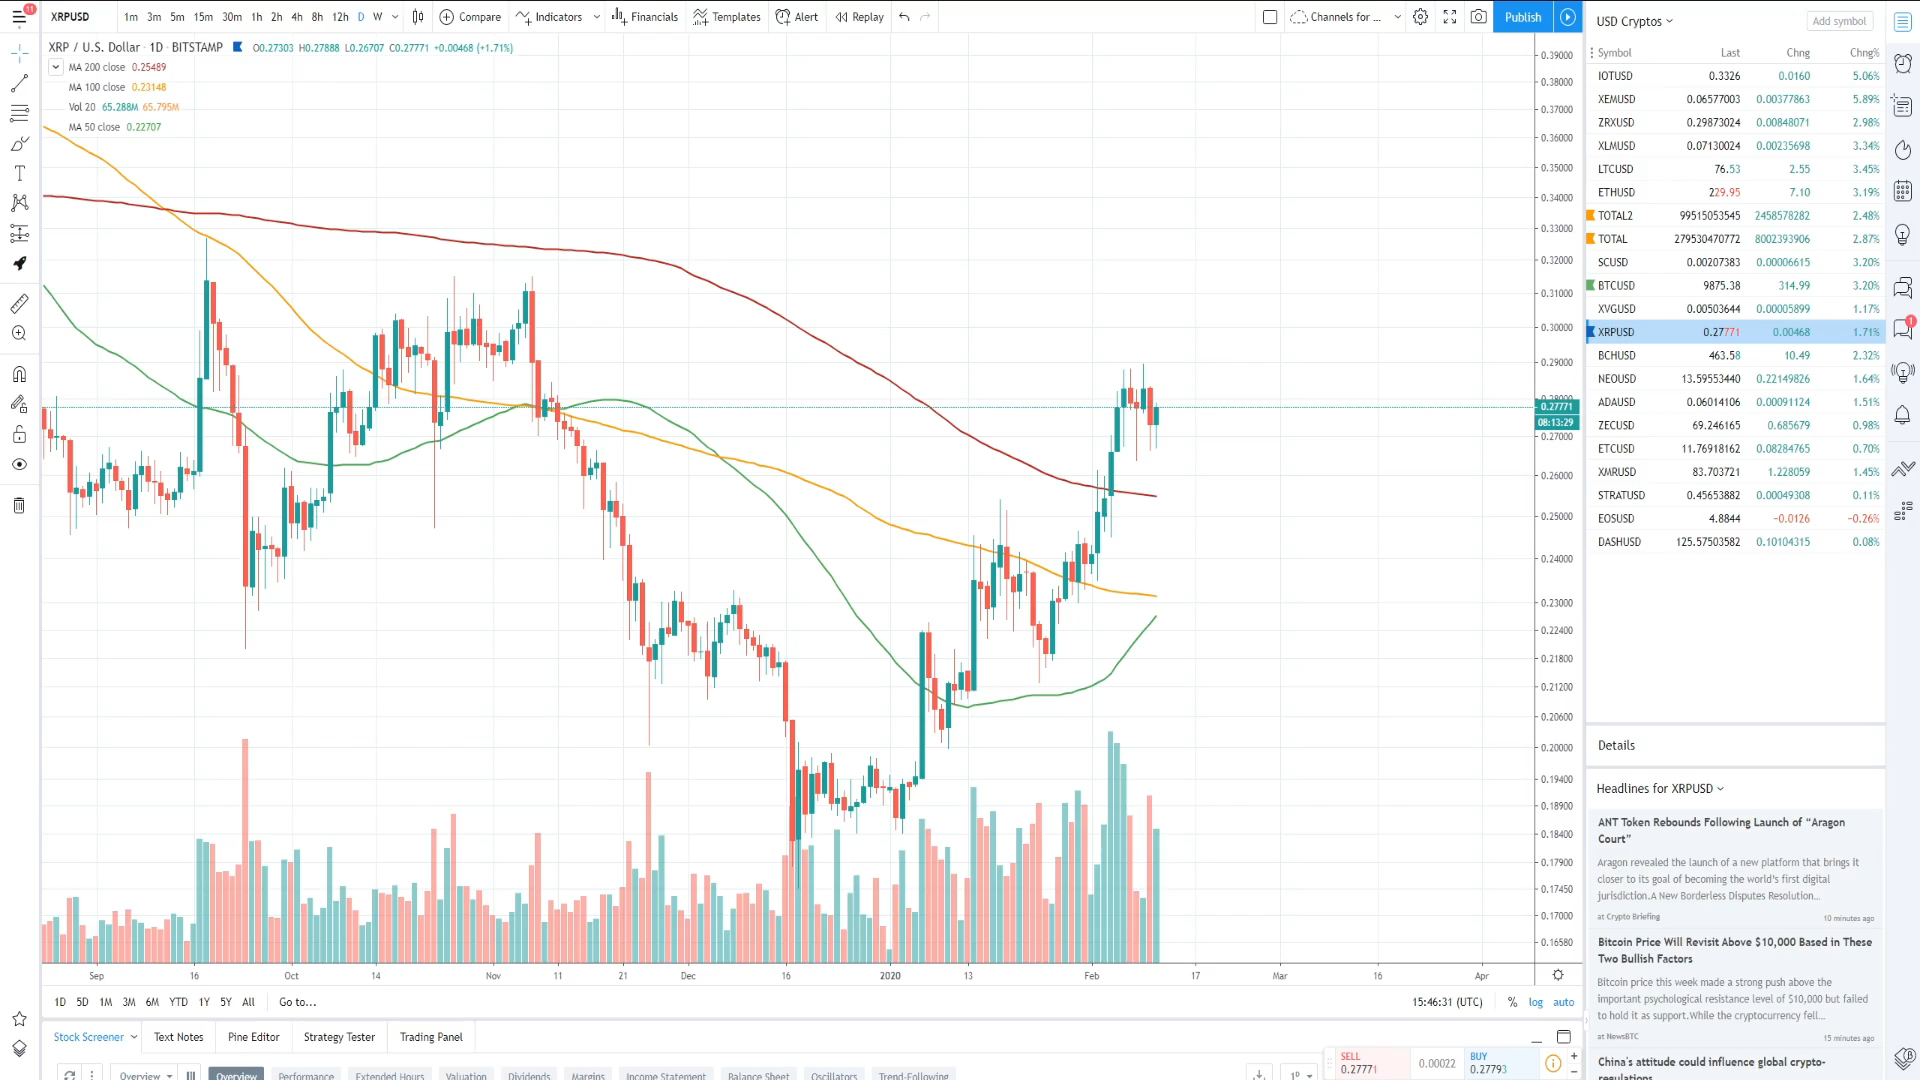 11
XRPUSD
1m 3m 5m 15m 30m 1h 2h 4h 8h 12h D W
Compare
Indicators
Financials
Templates
Alert
Replay
Channels for ...
Publish
XRP / U.S. Dollar · 1D · BITSTAMP O0.27303 H0.27888 L0.26707 C0.27771 +0.00468 (+1.71%)
MA 200 close 0.25489
MA 100 close 0.23148
Vol 20 65.288M 65.795M
MA 50 close 0.22707
0.39000
0.38000
0.37000
0.36000
0.35000
0.34000
0.33000
0.32000
0.31000
0.30000
0.29000
0.27771
08:13:29
0.27000
0.26000
0.25000
0.24000
0.23000
0.22400
0.21800
0.21200
0.20600
0.20000
0.19400
0.18900
0.18400
0.17900
0.17450
0.17000
0.16580
Sep 16 Oct 14 Nov 11 21 Dec 16 2020 13 Feb 17 Mar 16 Apr
1D 5D 1M 3M 6M YTD 1Y 5Y All Go to...
15:46:31 (UTC) % log auto
Stock Screener Text Notes Pine Editor Strategy Tester Trading Panel
Overview Overview Performance Extended Hours Valuation Dividends Margins Income Statement Balance Sheet Oscillators Trend-Following
SELL
0.27771
0.00022
BUY
0.27793
USD Cryptos
Add symbol
Symbol Last Chng Chng%
IOTUSD 0.3326 0.0160 5.06%
XEMUSD 0.06577003 0.00377863 5.89%
ZRXUSD 0.29873024 0.00848071 2.98%
XLMUSD 0.07130024 0.00235698 3.34%
LTCUSD 76.53 2.55 3.45%
ETHUSD 229.95 7.10 3.19%
TOTAL2 99515053545 2458578282 2.48%
TOTAL 279530470772 8002393906 2.87%
SCUSD 0.00207383 0.00006615 3.20%
BTCUSD 9875.38 314.99 3.20%
XVGUSD 0.00503644 0.00005899 1.17%
XRPUSD 0.27771 0.00468 1.71%
BCHUSD 463.58 10.49 2.32%
NEOUSD 13.59553440 0.22149826 1.64%
ADAUSD 0.06014106 0.00091124 1.51%
ZECUSD 69.246165 0.685679 0.98%
ETCUSD 11.76918162 0.08284765 0.70%
XMRUSD 83.703721 1.228059 1.45%
STRATUSD 0.45653882 0.00049308 0.11%
EOSUSD 4.8844 −0.0126 −0.26%
DASHUSD 125.57503582 0.10104315 0.08%
Details
Headlines for XRPUSD
ANT Token Rebounds Following Launch of “Aragon
Court”
Aragon revealed the launch of a new platform that brings it
closer to its goal of becoming the world’s first digital
jurisdiction.A New Borderless Disputes Resolution...
at Crypto Briefing 10 minutes ago
Bitcoin Price Will Revisit Above $10,000 Based in These
Two Bullish Factors
Bitcoin price this week made a strong push above the
important psychological resistance level of $10,000 but failed
to hold it as support.While the cryptocurrency fell...
at NewsBTC 15 minutes ago
China's attitude could influence global crypto-
regulations
1